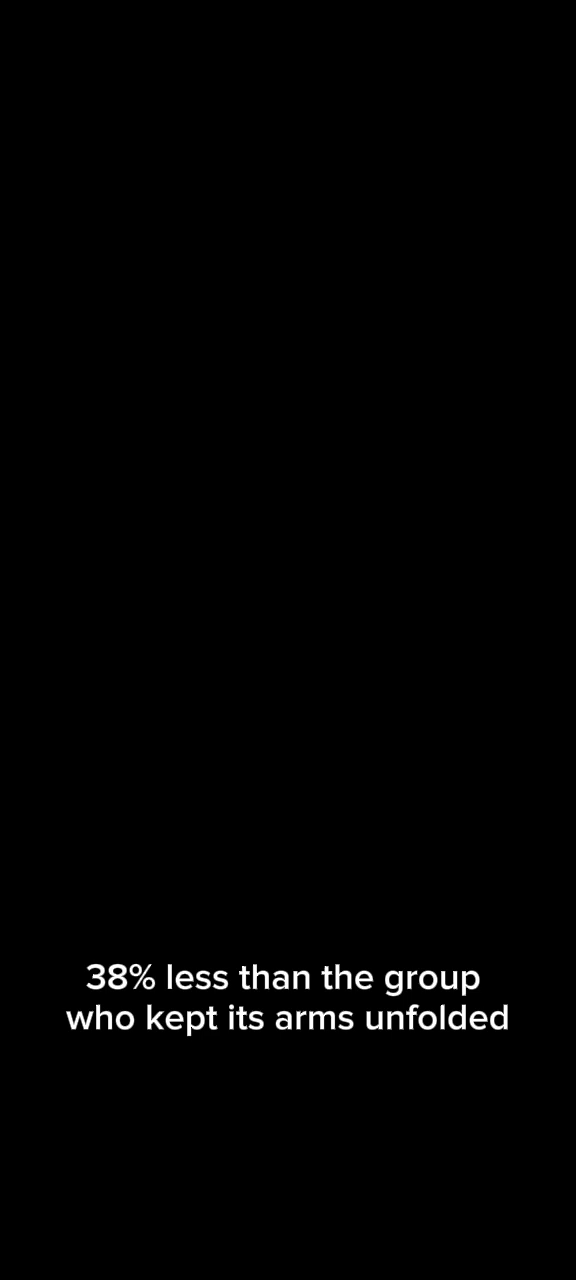 38% less than the group
who kept its arms unfolded